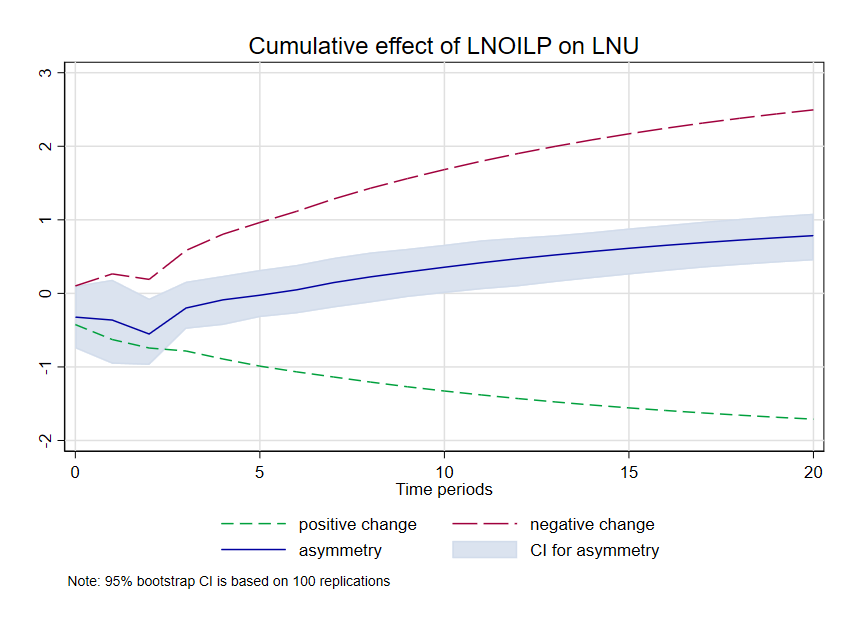 Cumulative effect of LNOILP on LNU
3
2
1
0
-1
-2
0 5 10 15 20
Time periods
positive change negative change
asymmetry CI for asymmetry
Note: 95% bootstrap CI is based on 100 replications